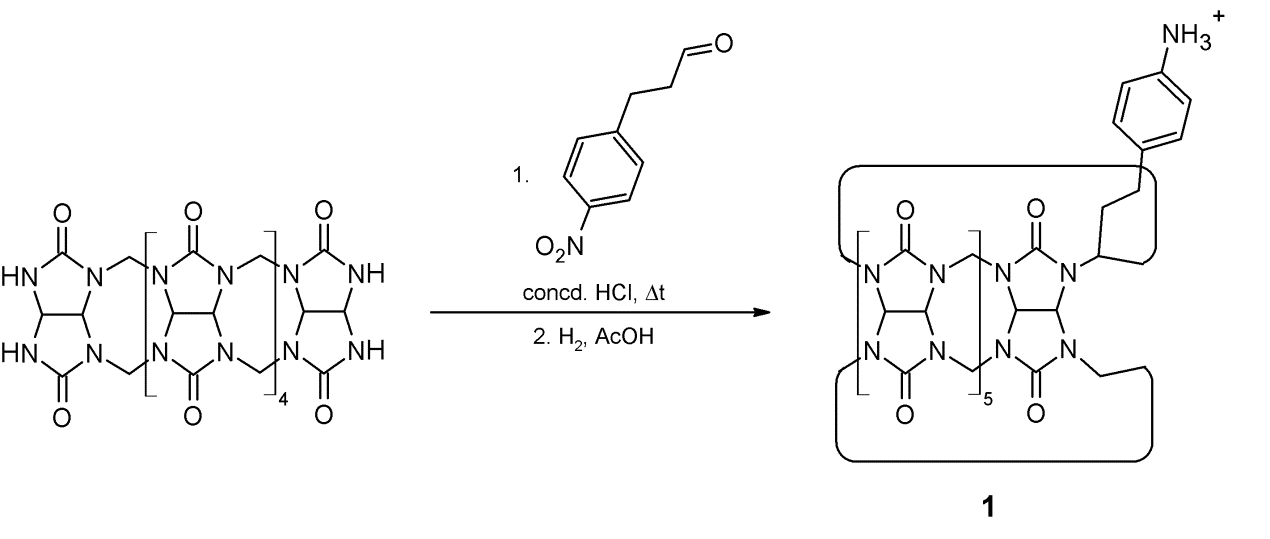 NH3+
O
1.
O2N
concd. HCl, Δt
2. H2, AcOH
O O O
HN N N N N NH
HN N N N N NH
4
O O O
O O
N N N N
N N N N
5
O O
1